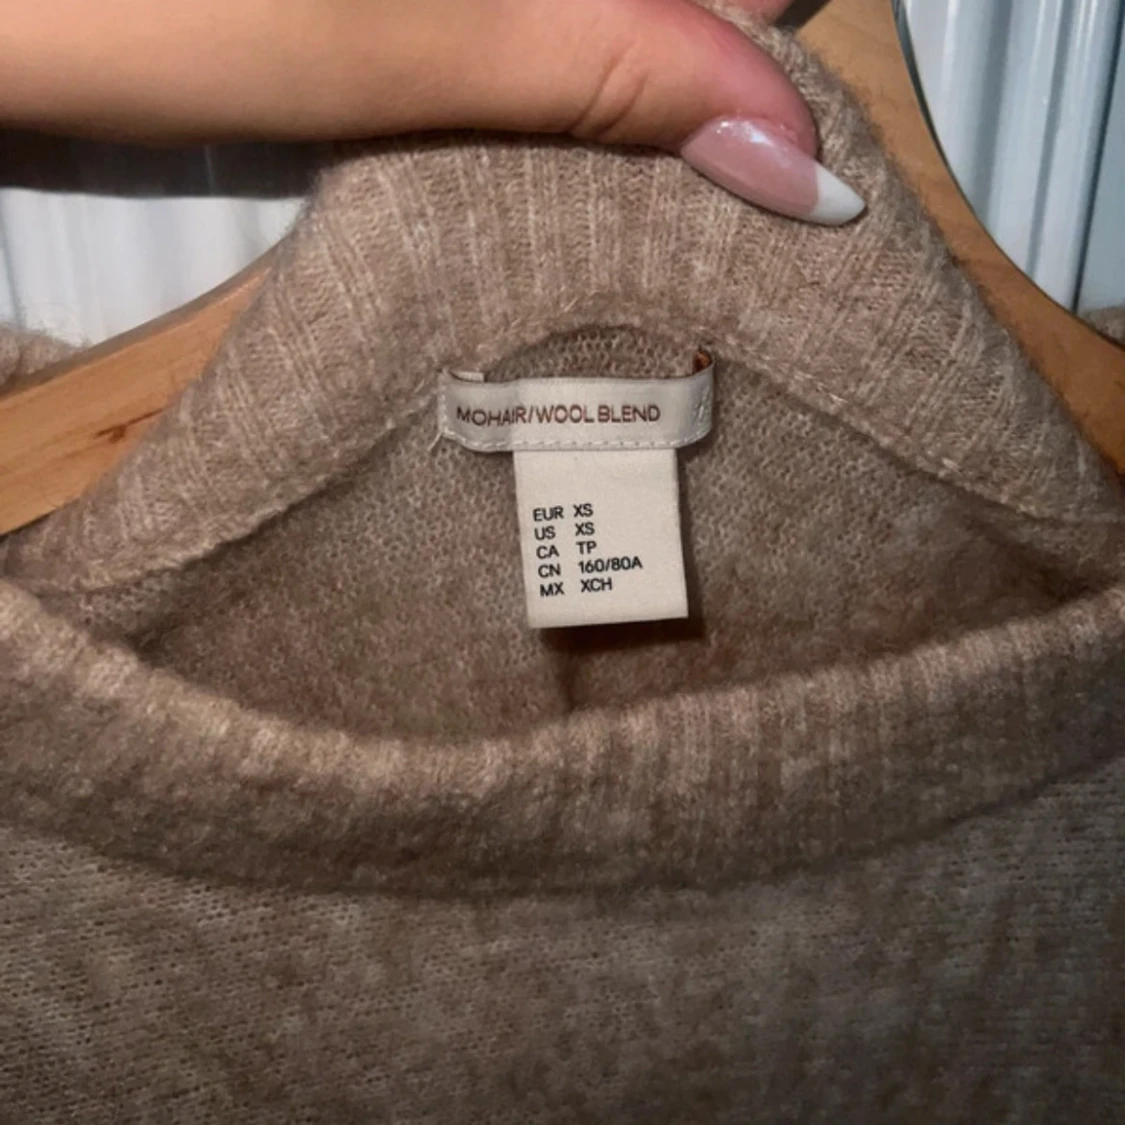 MOHAIR/WOOL BLEND
EUR XS
US XS
CA TP
CN 160/80A
MX XCH